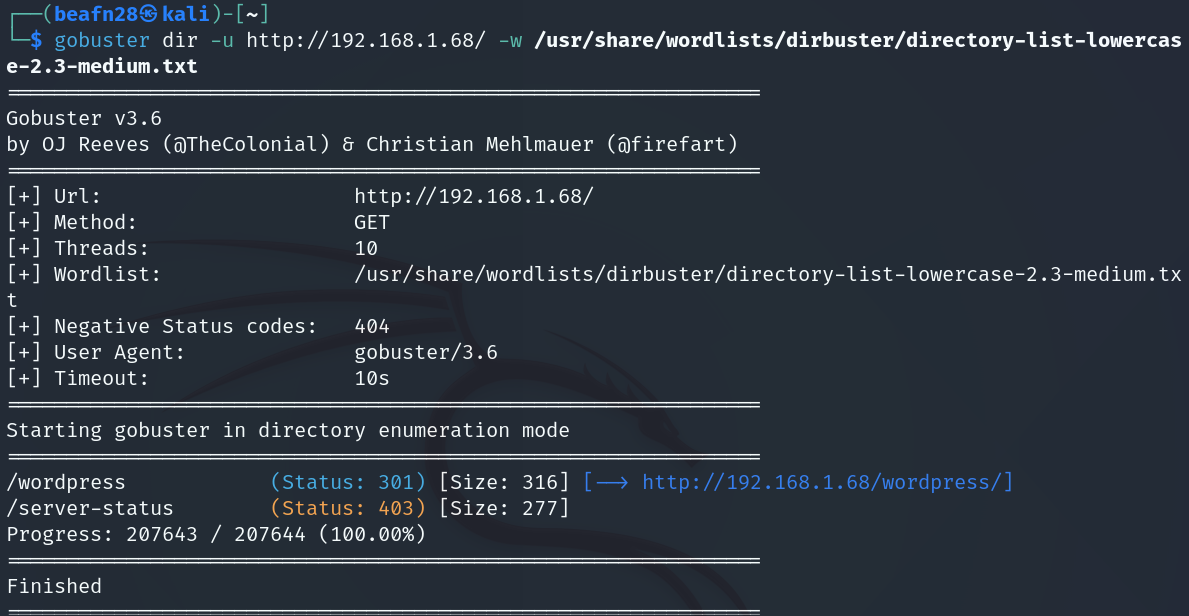 ┌──(beafn28㉿kali)-[~]
└─$ gobuster dir -u http://192.168.1.68/ -w /usr/share/wordlists/dirbuster/directory-list-lowercas
e-2.3-medium.txt
===============================================================
Gobuster v3.6
by OJ Reeves (@TheColonial) & Christian Mehlmauer (@firefart)
===============================================================
[+] Url:                     http://192.168.1.68/
[+] Method:                  GET
[+] Threads:                 10
[+] Wordlist:                /usr/share/wordlists/dirbuster/directory-list-lowercase-2.3-medium.tx
t
[+] Negative Status codes:   404
[+] User Agent:              gobuster/3.6
[+] Timeout:                 10s
===============================================================
Starting gobuster in directory enumeration mode
===============================================================
/wordpress            (Status: 301) [Size: 316] [--> http://192.168.1.68/wordpress/]
/server-status        (Status: 403) [Size: 277]
Progress: 207643 / 207644 (100.00%)
===============================================================
Finished
===============================================================